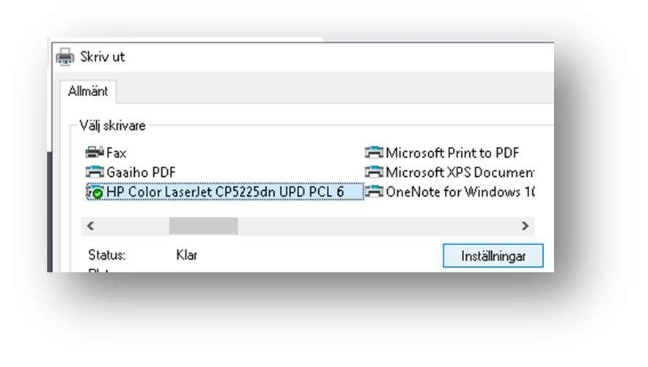 Skriv ut
Allmänt
Välj skrivare
Fax
Gaaiho PDF
HP Color LaserJet CP5225dn UPD PCL 6
Microsoft Print to PDF
Microsoft XPS Documen
OneNote for Windows 1
Status: Klar
Inställningar